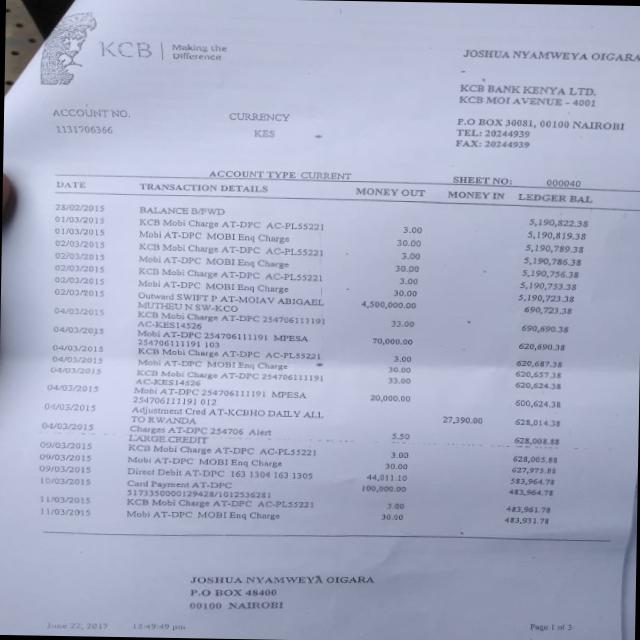 KCB | Making the Difference
JOSHUA NYAMWEYA OIGARA
KCB BANK KENYA LTD.
KCB MOI AVENUE - 4001
P.O BOX 30081, 00100 NAIROBI
TEL: 20244939
FAX: 20244939
ACCOUNT NO. CURRENCY
1131706366 KES
ACCOUNT TYPE CURRENT SHEET NO: 000040
DATE TRANSACTION DETAILS MONEY OUT MONEY IN LEDGER BAL
28/02/2015 BALANCE B/FWD 5,190,822.38
01/03/2015 KCB Mobi Charge AT-DPC AC-PL55221 3.00 5,190,819.38
01/03/2015 Mobi AT-DPC MOBI Enq Charge 30.00 5,190,789.38
02/03/2015 KCB Mobi Charge AT-DPC AC-PL55221 3.00 5,190,786.38
02/03/2015 Mobi AT-DPC MOBI Enq Charge 30.00 5,190,756.38
02/03/2015 KCB Mobi Charge AT-DPC AC-PL55221 3.00 5,190,753.38
02/03/2015 Mobi AT-DPC MOBI Enq Charge 30.00 5,190,723.38
02/03/2015 Outward SWIFT P AT-MOIAV ABIGAEL 4,500,000.00 690,723.38
MUTHEU N SW-KCO
04/03/2015 KCB Mobi Charge AT-DPC 254706111191 33.00 690,690.38
AC-KES14526
04/03/2015 Mobi AT-DPC 254706111191 MPESA 70,000.00 620,690.38
254706111191 103
04/03/2015 KCB Mobi Charge AT-DPC AC-PL55221 3.00 620,687.38
04/03/2015 Mobi AT-DPC MOBI Enq Charge 30.00 620,657.38
04/03/2015 KCB Mobi Charge AT-DPC 254706111191 33.00 620,624.38
AC-KES14526
04/03/2015 Mobi AT-DPC 254706111191 MPESA 20,000.00 600,624.38
254706111191 012
04/03/2015 Adjustment Cred AT-KCBHO DAILY ALL 27,390.00 628,014.38
TO RWANDA
04/03/2015 Charges AT-DPC 254706 Alert 5.50 628,008.88
LARGE CREDIT
09/03/2015 KCB Mobi Charge AT-DPC AC-PL55221 3.00 628,005.88
09/03/2015 Mobi AT-DPC MOBI Enq Charge 30.00 627,975.88
09/03/2015 Direct Debit AT-DPC 163 1304 163 1305 44,011.10 583,964.78
10/03/2015 Card Payment AT-DPC 100,000.00 483,964.78
5173350000129428/1012536281
11/03/2015 KCB Mobi Charge AT-DPC AC-PL55221 3.00 483,961.78
11/03/2015 Mobi AT-DPC MOBI Enq Charge 30.00 483,931.78
JOSHUA NYAMWEYA OIGARA
P.O BOX 48400
00100 NAIROBI
June 22, 2017 12:49:49 pm Page 1 of 3